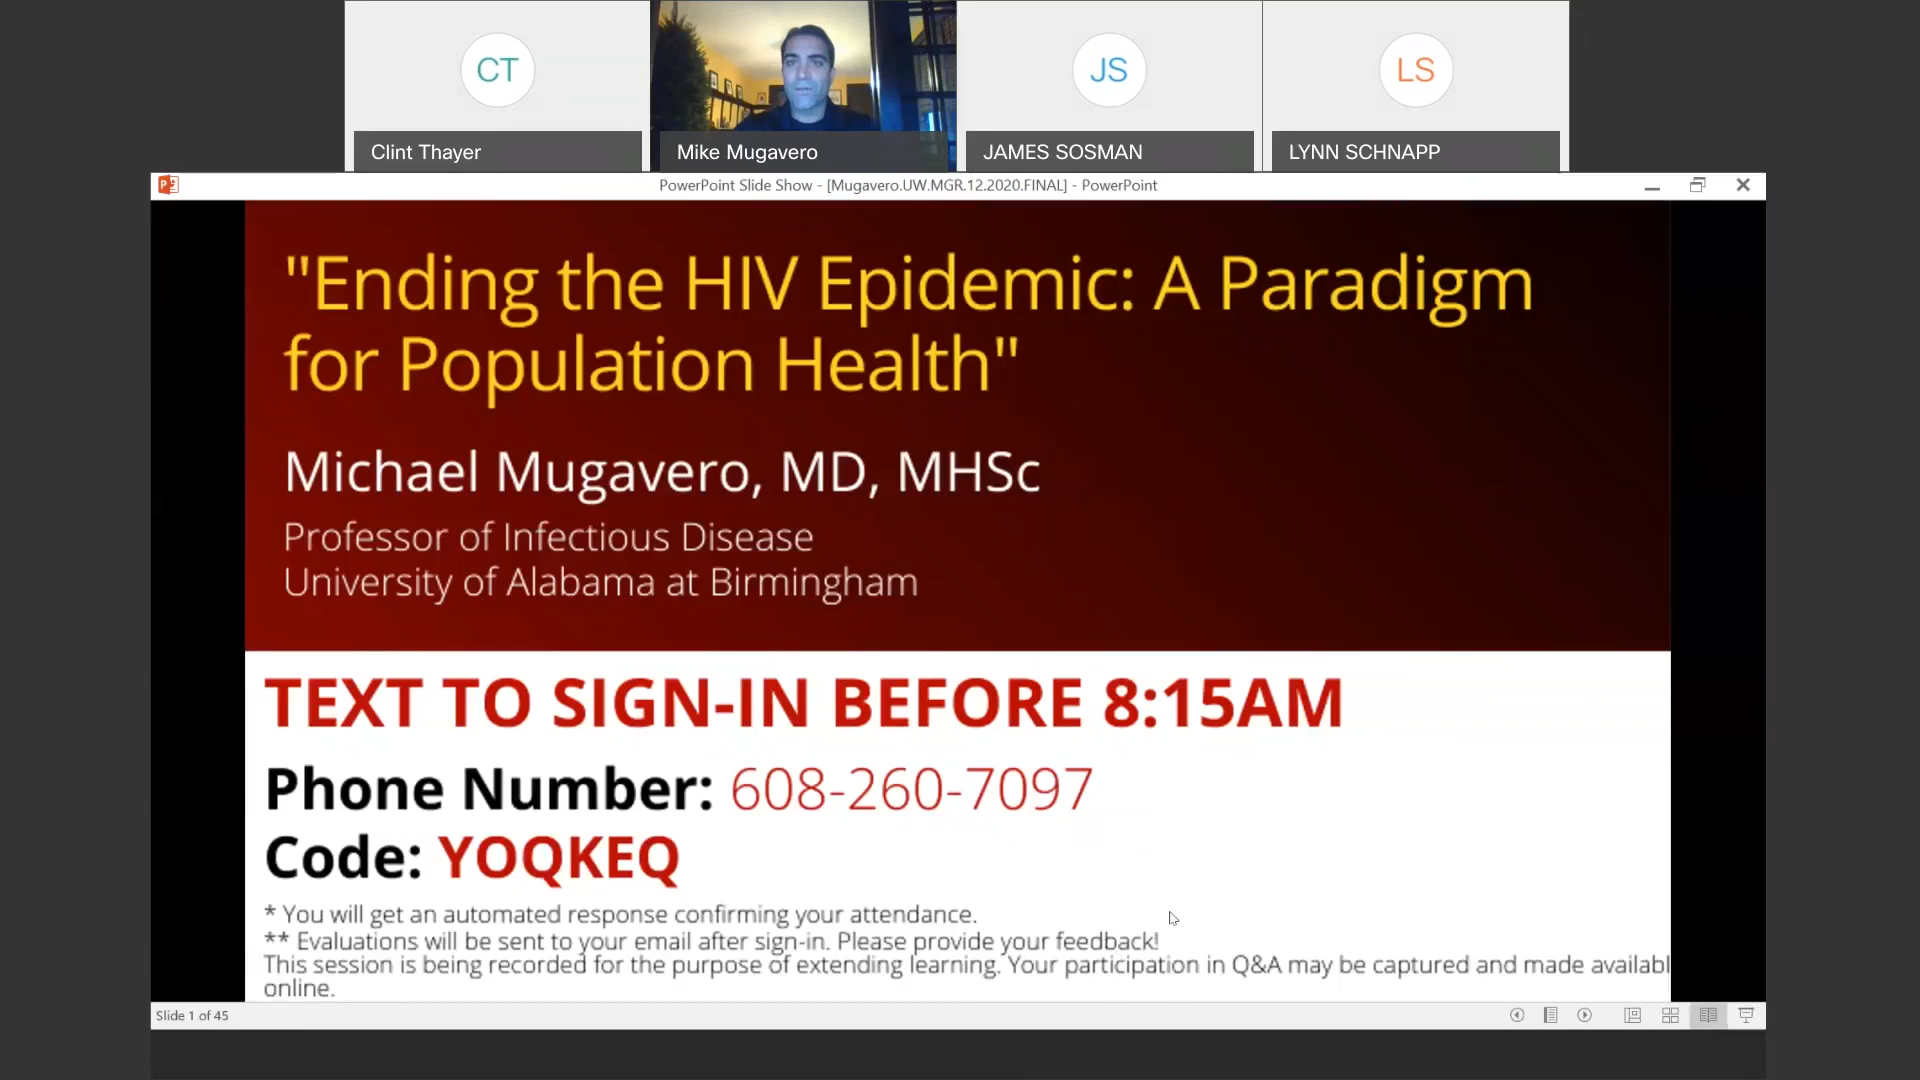 CT
JS
LS
Clint Thayer
Mike Mugavero
JAMES SOSMAN
LYNN SCHNAPP
PowerPoint Slide Show - [Mugavero.UW.MGR.12.2020.FINAL] - PowerPoint
"Ending the HIV Epidemic: A Paradigm
for Population Health"
Michael Mugavero, MD, MHSc
Professor of Infectious Disease
University of Alabama at Birmingham
TEXT TO SIGN-IN BEFORE 8:15AM
Phone Number: 608-260-7097
Code: YOQKEQ
* You will get an automated response confirming your attendance.
** Evaluations will be sent to your email after sign-in. Please provide your feedback!
This session is being recorded for the purpose of extending learning. Your participation in Q&A may be captured and made availabl
online.
Slide 1 of 45